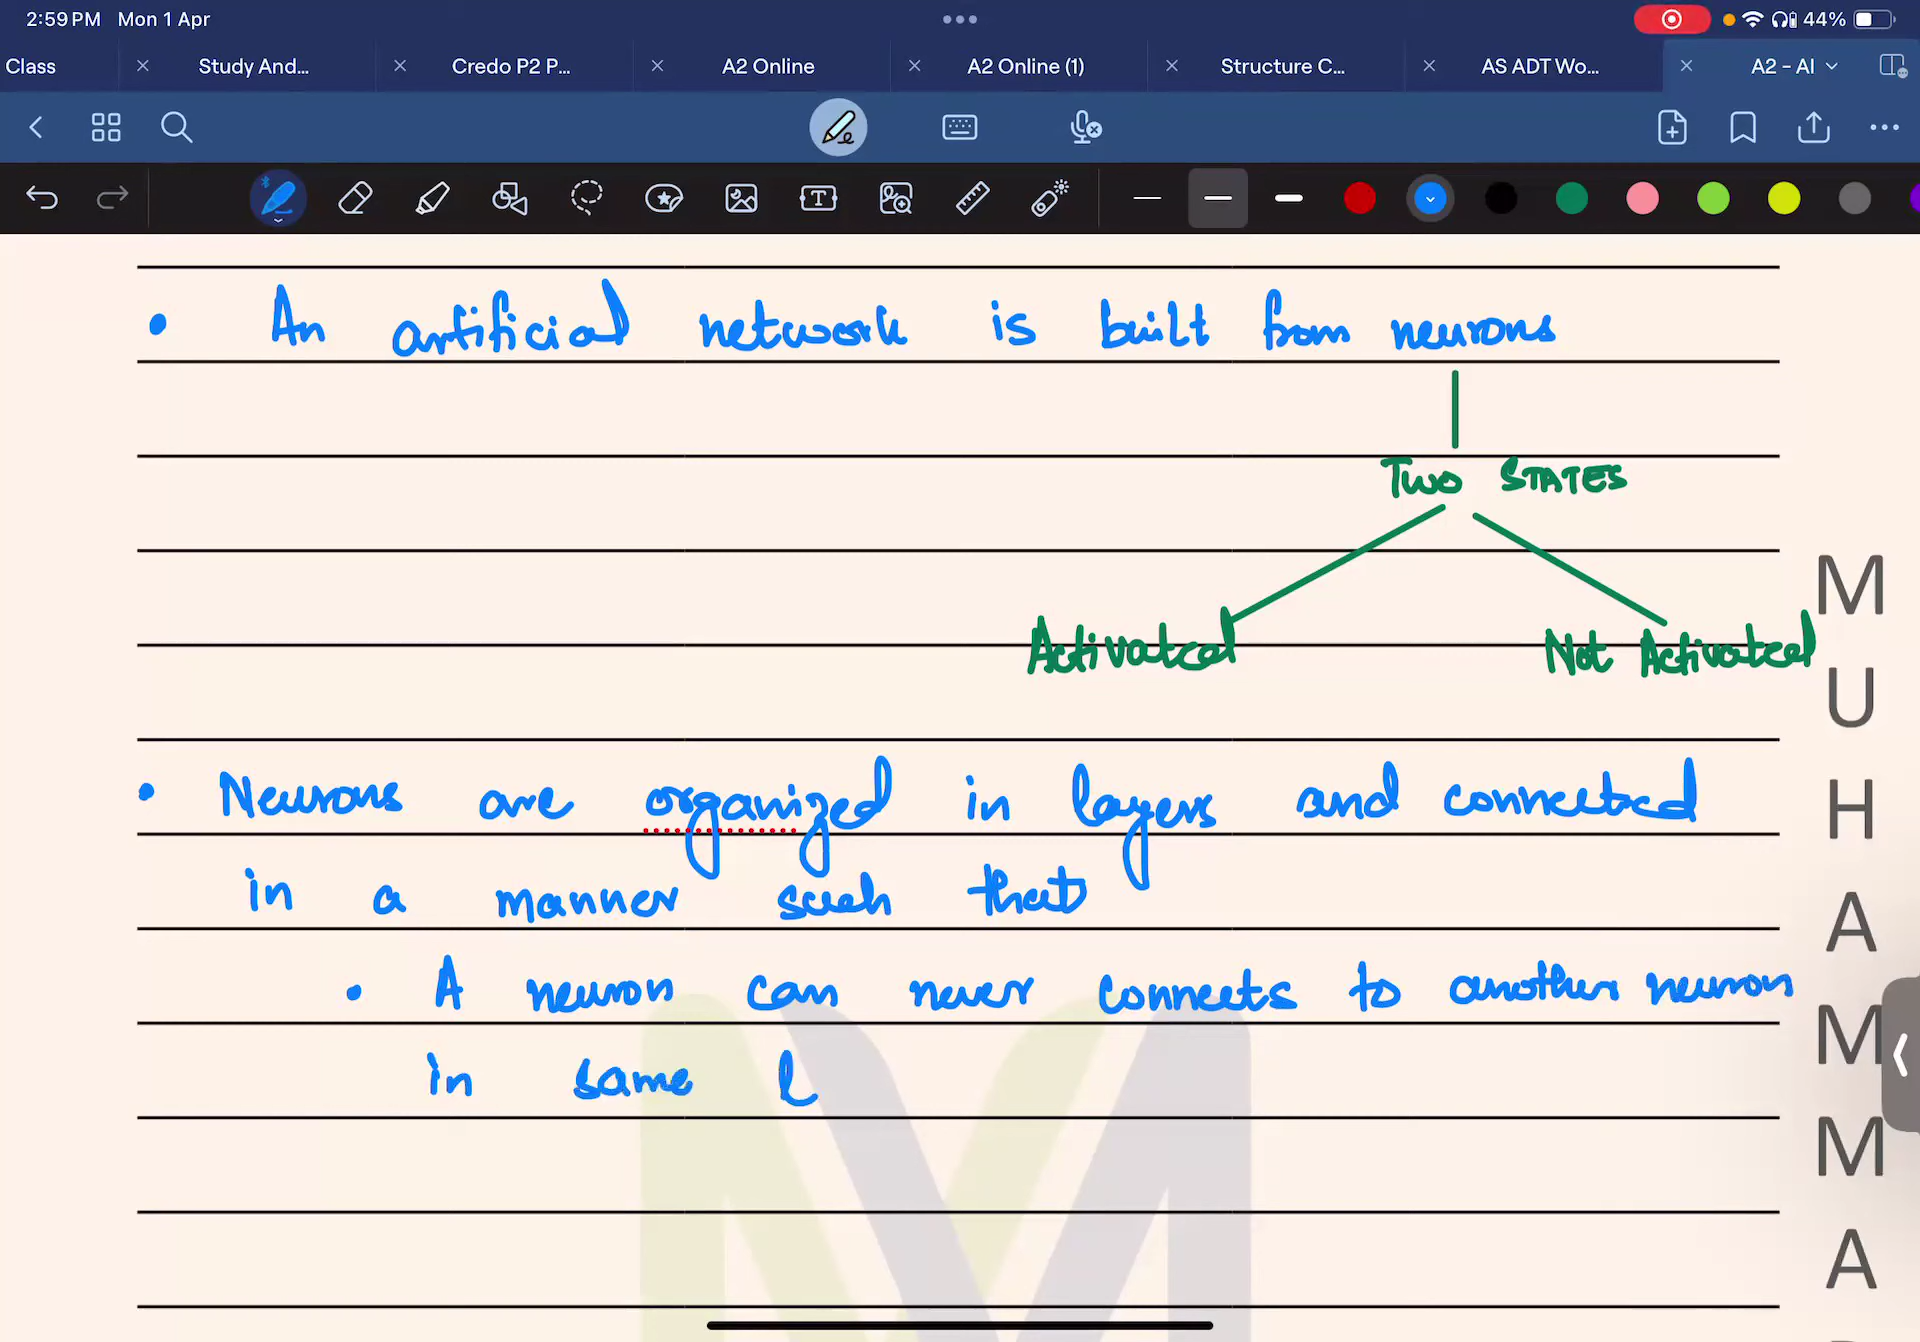 2:59 PM Mon 1 Apr 44%
Class Study And... Credo P2 P... A2 Online A2 Online (1) Structure C... AS ADT Wo... A2 - AI
• An artificial network is built from neurons
TWO STATES
Activated Not Activated
• Neurons are organized in layers and connected
in a manner such that
• A neuron can never connects to another neuron
in same l
M
U
H
A
M
M
A